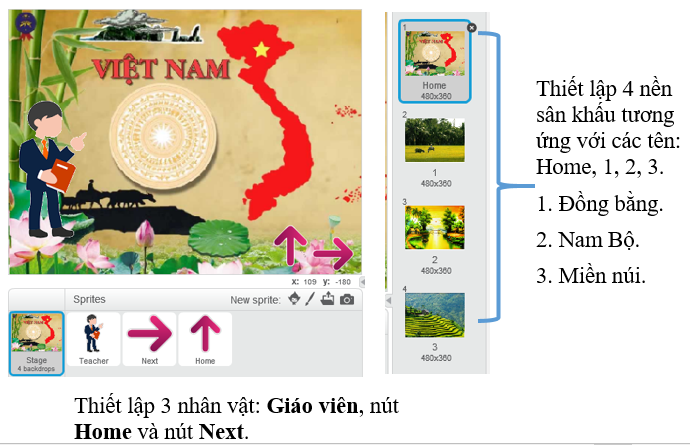 VIỆT NAM
X: 109 y: -180
Sprites
New sprite:
Stage
4 backdrops
Teacher
Next
Home
1
Home
480x360
2
1
480x360
3
2
480x360
4
3
480x360
Thiết lập 4 nền
sân khấu tương
ứng với các tên:
Home, 1, 2, 3.
1. Đồng bằng.
2. Nam Bộ.
3. Miền núi.
Thiết lập 3 nhân vật: Giáo viên, nút
Home và nút Next.